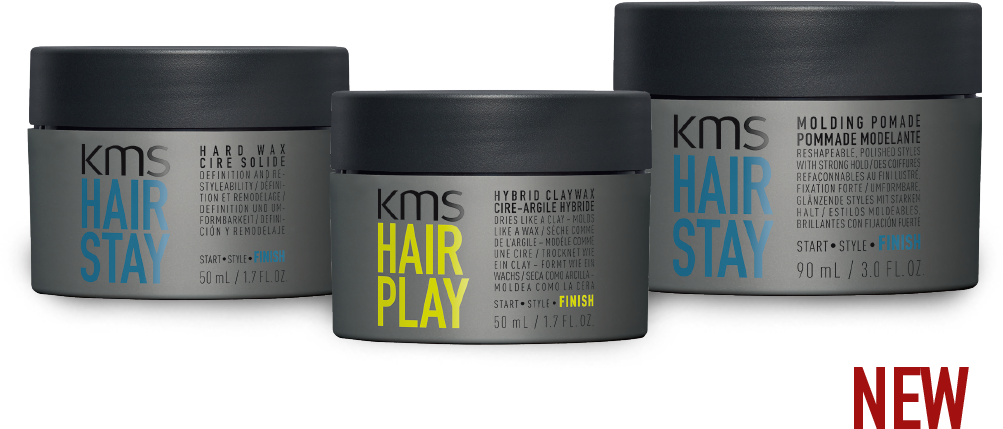 kms
HAIR
STAY
HARD WAX
CIRE SOLIDE
DEFINITION AND RE-
STYLEABILITY / DÉFINI-
TION ET REMODELAGE /
DEFINITION UND UM-
FORMBARKEIT / DEFINI-
CIÓN Y REMODELAJE
START • STYLE • FINISH
50 mL / 1.7 FL.OZ.
kms
HAIR
PLAY
HYBRID CLAYWAX
CIRE-ARGILE HYBRIDE
DRIES LIKE A CLAY - MOLDS
LIKE A WAX / SÈCHE COMME
DE L'ARGILE - MODÈLE COMME
UNE CIRE / TROCKNET WIE
EIN CLAY - FORMT WIE EIN
WACHS / SECA COMO ARCILLA -
MOLDEA COMO LA CERA
START • STYLE • FINISH
50 mL / 1.7 FL.OZ.
kms
HAIR
STAY
MOLDING POMADE
POMMADE MODELANTE
RESHAPEABLE, POLISHED STYLES
WITH STRONG HOLD / DES COIFFURES
REFACONNABLES AU FINI LUSTRÉ,
FIXATION FORTE / UMFORMBARE,
GLÄNZENDE STYLES MIT STARKEM
HALT / ESTILOS MOLDEABLES,
BRILLANTES CON FIJACIÓN FUERTE
START • STYLE • FINISH
90 mL / 3.0 FL.OZ.
NEW